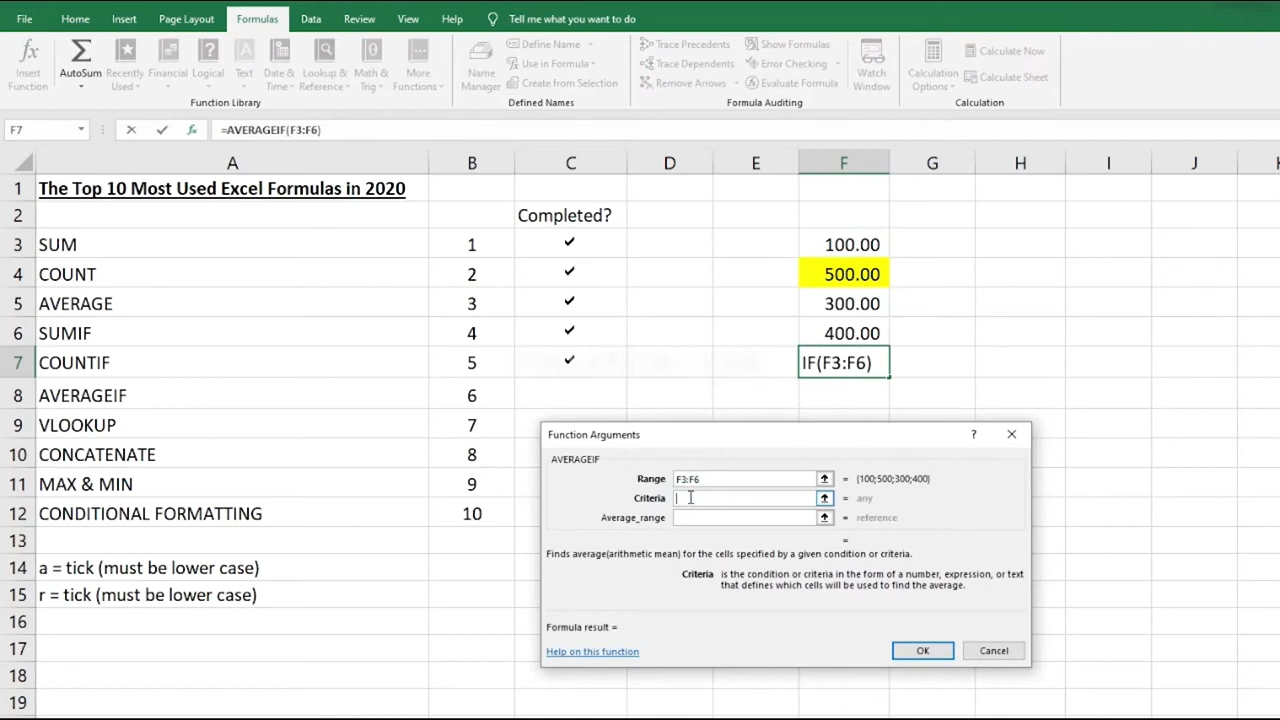 File Home Insert Page Layout Formulas Data Review View Help Tell me what you want to do
fx Σ ? A θ
Insert Function
AutoSum
Recently Used
Financial
Logical
Text
Date & Time
Lookup & Reference
Math & Trig
More Functions
Function Library
Name Manager
Define Name
Use in Formula
Create from Selection
Defined Names
Trace Precedents
Trace Dependents
Remove Arrows
Show Formulas
Error Checking
Evaluate Formula
Watch Window
Formula Auditing
Calculation Options
Calculate Now
Calculate Sheet
Calculation
F7 fx =AVERAGEIF(F3:F6)
A B C D E F G H I J K
1 The Top 10 Most Used Excel Formulas in 2020
2 Completed?
3 SUM 1 ✓ 100.00
4 COUNT 2 ✓ 500.00
5 AVERAGE 3 ✓ 300.00
6 SUMIF 4 ✓ 400.00
7 COUNTIF 5 ✓ IF(F3:F6)
8 AVERAGEIF 6
9 VLOOKUP 7
10 CONCATENATE 8
11 MAX & MIN 9
12 CONDITIONAL FORMATTING 10
13
14 a = tick (must be lower case)
15 r = tick (must be lower case)
16
17
18
19
Function Arguments ?
AVERAGEIF
Range F3:F6 = {100;500;300;400}
Criteria = any
Average_range = reference
=
Finds average(arithmetic mean) for the cells specified by a given condition or criteria.
Criteria is the condition or criteria in the form of a number, expression, or text
that defines which cells will be used to find the average.
Formula result =
Help on this function OK Cancel